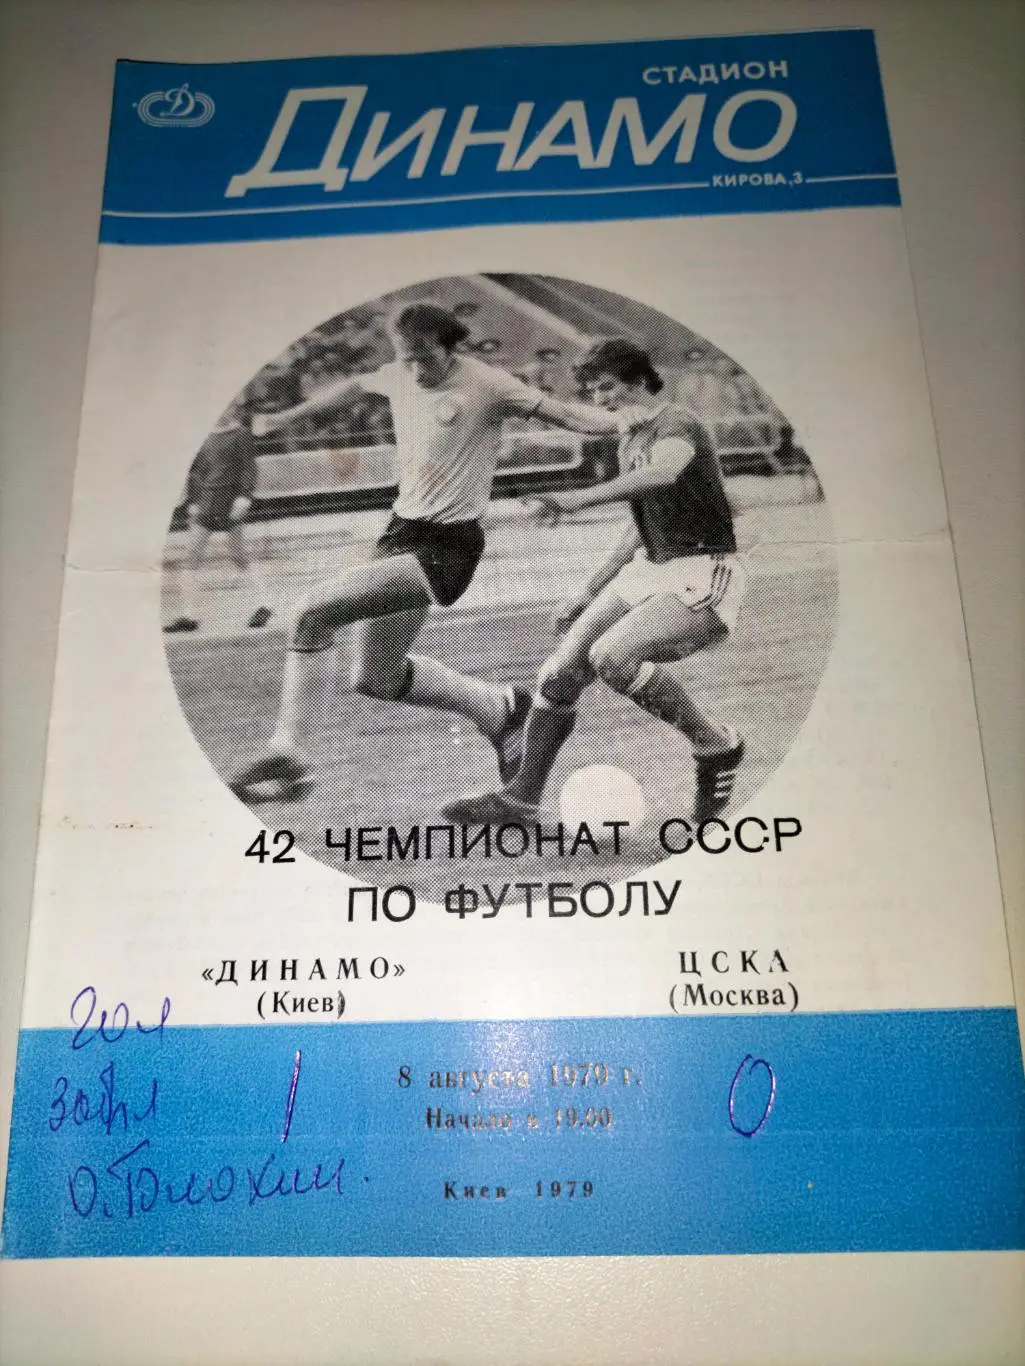 СТАДИОН
ДИНАМО
КИРОВА,3
42 ЧЕМПИОНАТ СССР
ПО ФУТБОЛУ
«ДИНАМО»
(Киев)
ЦСКА
(Москва)
8 августа 1979 г.
Начало в 19.00
Киев 1979
Гол
забил
О. Блохин.
1
0